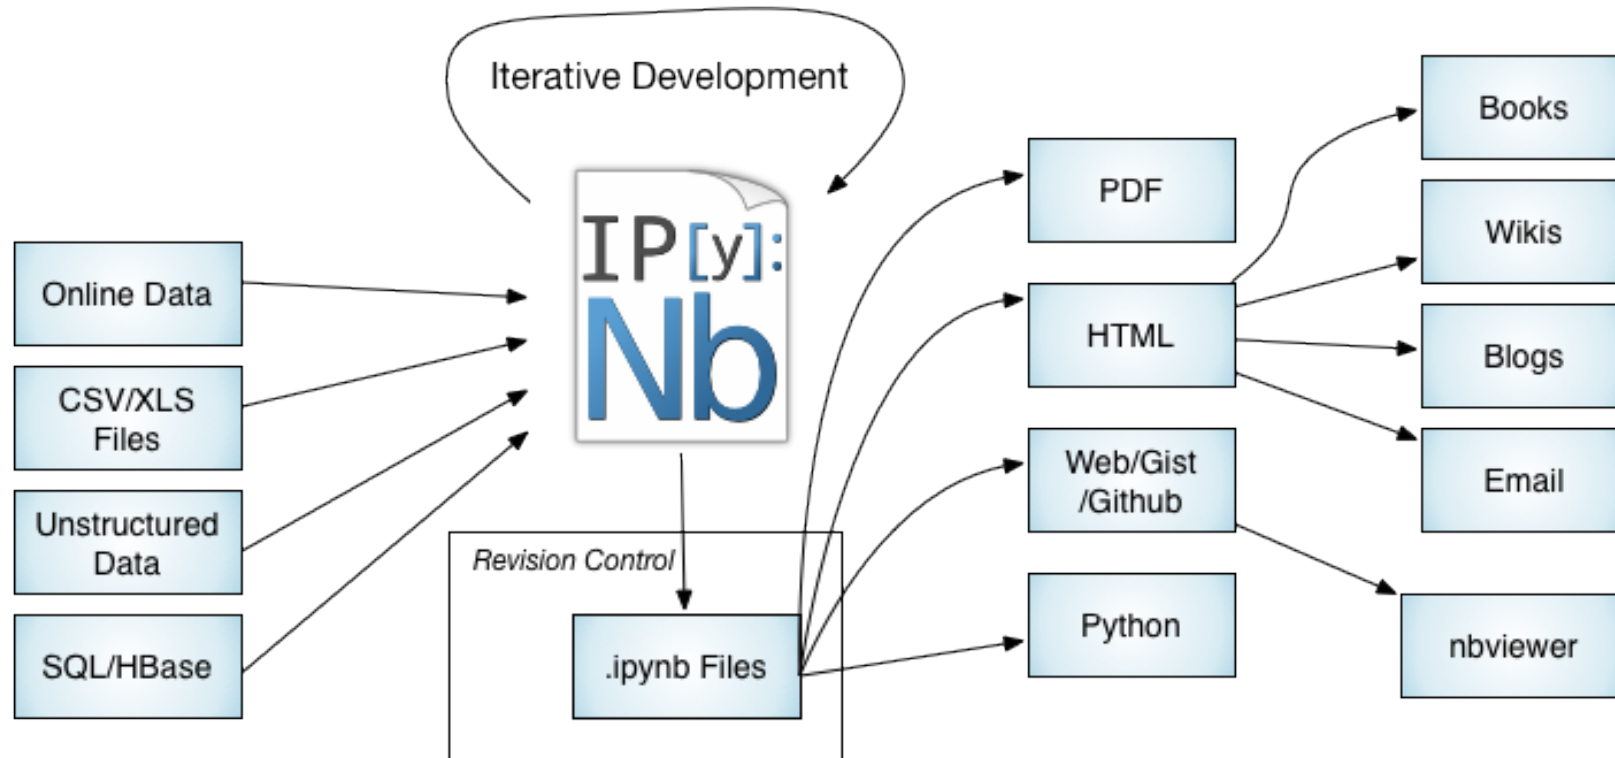 Iterative Development
IP[y]:
Nb
Online Data
CSV/XLS
Files
Unstructured
Data
SQL/HBase
Revision Control
.ipynb Files
PDF
HTML
Web/Gist
/Github
Python
Books
Wikis
Blogs
Email
nbviewer